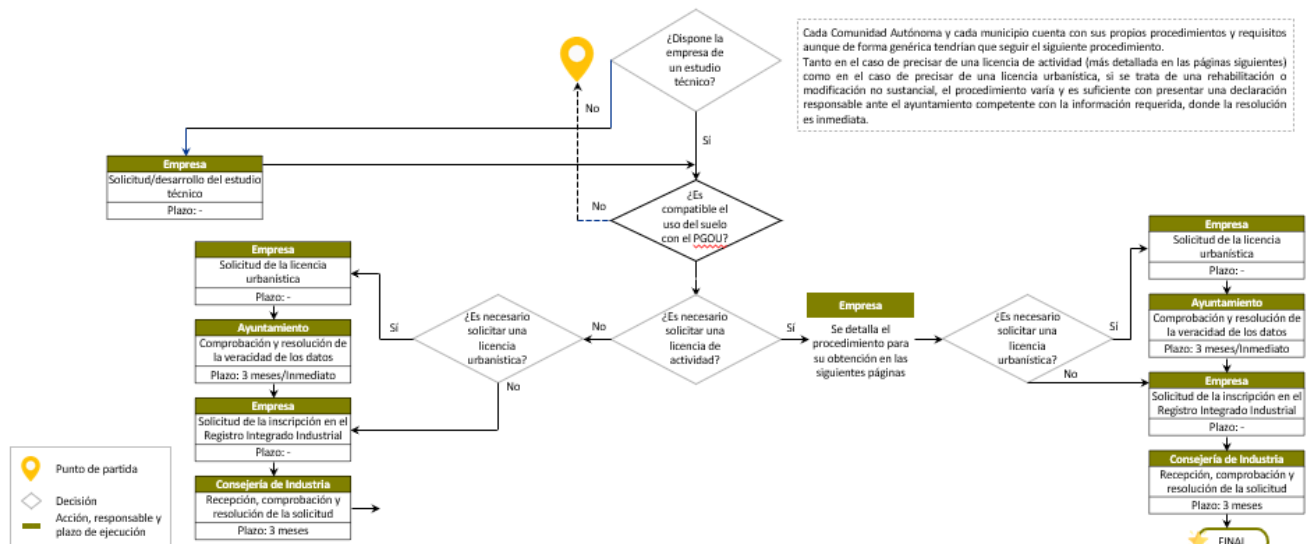 ¿Dispone la
empresa de
un estudio
técnico?
Cada Comunidad Autónoma y cada municipio cuenta con sus propios procedimientos y requisitos
aunque de forma genérica tendrían que seguir el siguiente procedimiento.
Tanto en el caso de precisar de una licencia de actividad (más detallada en las páginas siguientes)
como en el caso de precisar de una licencia urbanística, si se trata de una rehabilitación o
modificación no sustancial, el procedimiento varía y es suficiente con presentar una declaración
responsable ante el ayuntamiento competente con la información requerida, donde la resolución
es inmediata.
No
Sí
Empresa
Solicitud/desarrollo del estudio
técnico
Plazo: -
No
¿Es
compatible el
uso del suelo
con el PGOU?
Empresa
Solicitud de la licencia
urbanística
Plazo: -
Ayuntamiento
Comprobación y resolución de
la veracidad de los datos
Plazo: 3 meses/Inmediato
Empresa
Solicitud de la inscripción en el
Registro Integrado Industrial
Plazo: -
Consejería de Industria
Recepción, comprobación y
resolución de la solicitud
Plazo: 3 meses
Sí
¿Es necesario
solicitar una
licencia
urbanística?
No
No
¿Es necesario
solicitar una
licencia de
actividad?
Sí
Empresa
Se detalla el
procedimiento para
su obtención en las
siguientes páginas
¿Es necesario
solicitar una
licencia
urbanística?
Sí
No
Empresa
Solicitud de la licencia
urbanística
Plazo: -
Ayuntamiento
Comprobación y resolución de
la veracidad de los datos
Plazo: 3 meses/Inmediato
Empresa
Solicitud de la inscripción en el
Registro Integrado Industrial
Plazo: -
Consejería de Industria
Recepción, comprobación y
resolución de la solicitud
Plazo: 3 meses
FINAL
Punto de partida
Decisión
Acción, responsable y
plazo de ejecución